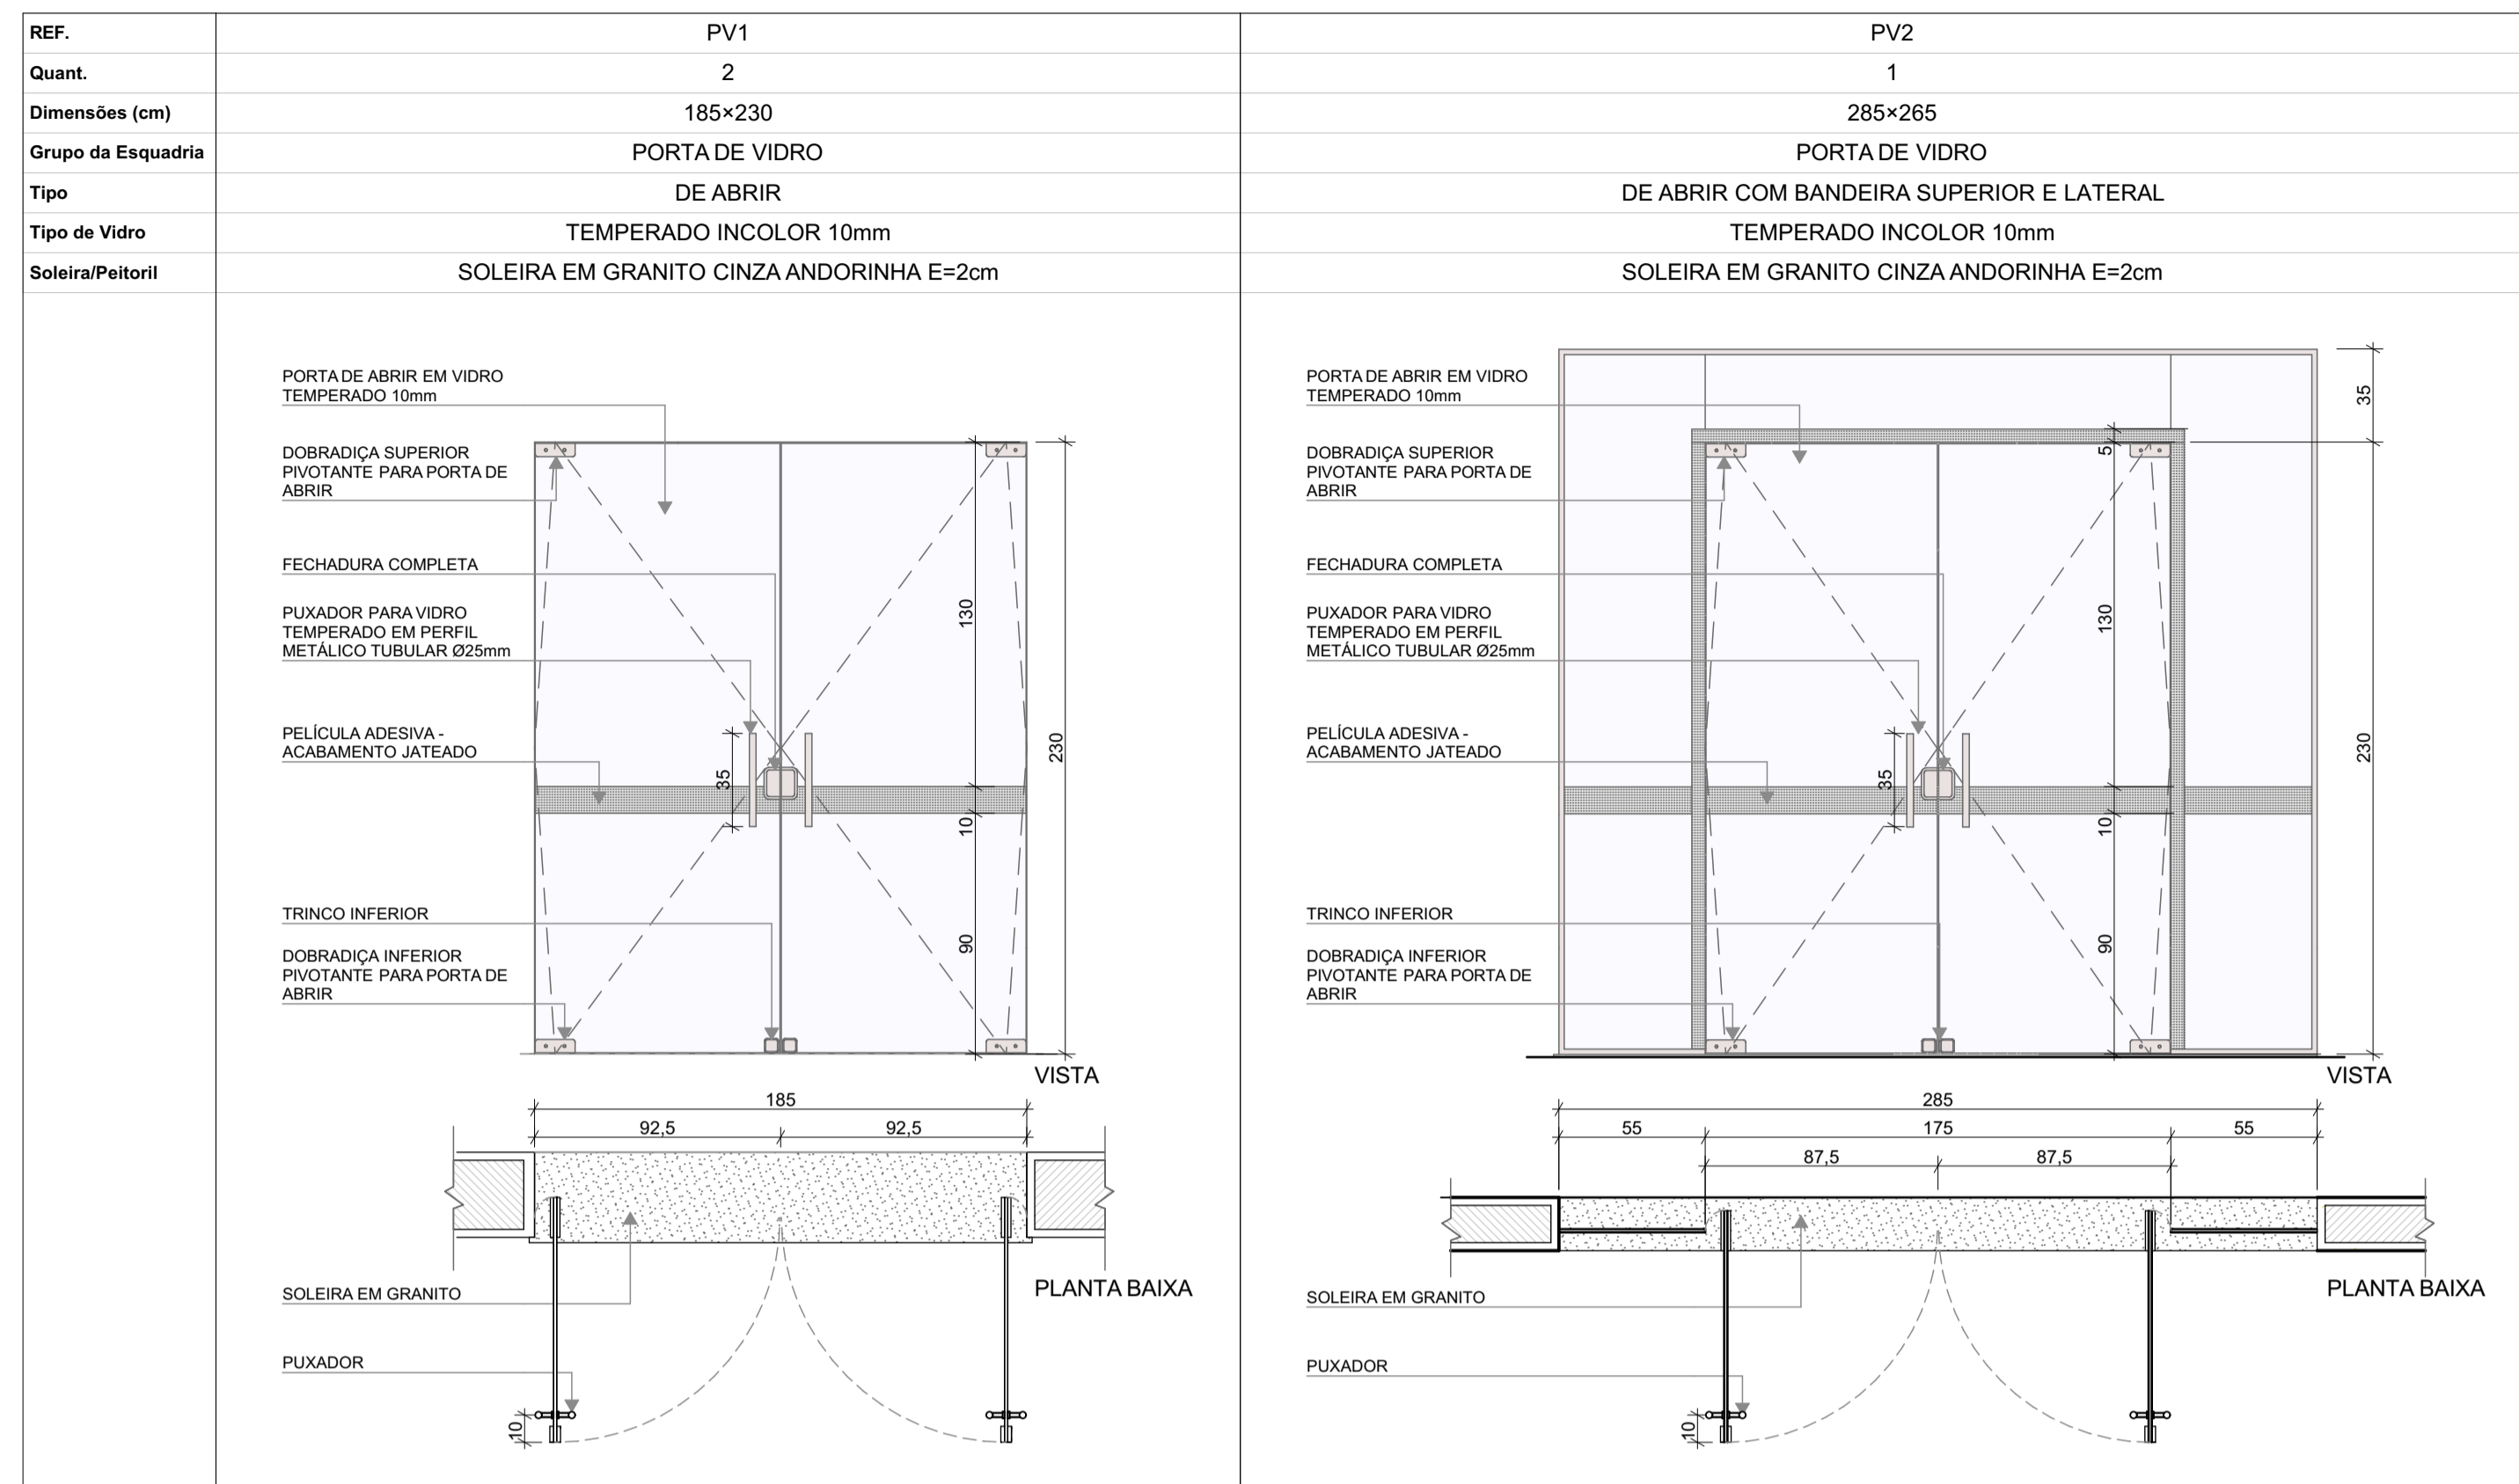 REF. PV1 PV2
Quant. 2 1
Dimensões (cm) 185×230 285×265
Grupo da Esquadria PORTA DE VIDRO PORTA DE VIDRO
Tipo DE ABRIR DE ABRIR COM BANDEIRA SUPERIOR E LATERAL
Tipo de Vidro TEMPERADO INCOLOR 10mm TEMPERADO INCOLOR 10mm
Soleira/Peitoril SOLEIRA EM GRANITO CINZA ANDORINHA E=2cm SOLEIRA EM GRANITO CINZA ANDORINHA E=2cm
PORTA DE ABRIR EM VIDRO
TEMPERADO 10mm
DOBRADIÇA SUPERIOR
PIVOTANTE PARA PORTA DE
ABRIR
FECHADURA COMPLETA
PUXADOR PARA VIDRO
TEMPERADO EM PERFIL
METÁLICO TUBULAR Ø25mm
PELÍCULA ADESIVA -
ACABAMENTO JATEADO
TRINCO INFERIOR
DOBRADIÇA INFERIOR
PIVOTANTE PARA PORTA DE
ABRIR
130
230
35
10
90
VISTA
185
92,5 92,5
SOLEIRA EM GRANITO
PLANTA BAIXA
PUXADOR
10
PORTA DE ABRIR EM VIDRO
TEMPERADO 10mm
DOBRADIÇA SUPERIOR
PIVOTANTE PARA PORTA DE
ABRIR
FECHADURA COMPLETA
PUXADOR PARA VIDRO
TEMPERADO EM PERFIL
METÁLICO TUBULAR Ø25mm
PELÍCULA ADESIVA -
ACABAMENTO JATEADO
TRINCO INFERIOR
DOBRADIÇA INFERIOR
PIVOTANTE PARA PORTA DE
ABRIR
35
5
130
230
35
10
90
VISTA
285
55 175 55
87,5 87,5
SOLEIRA EM GRANITO
PLANTA BAIXA
PUXADOR
10